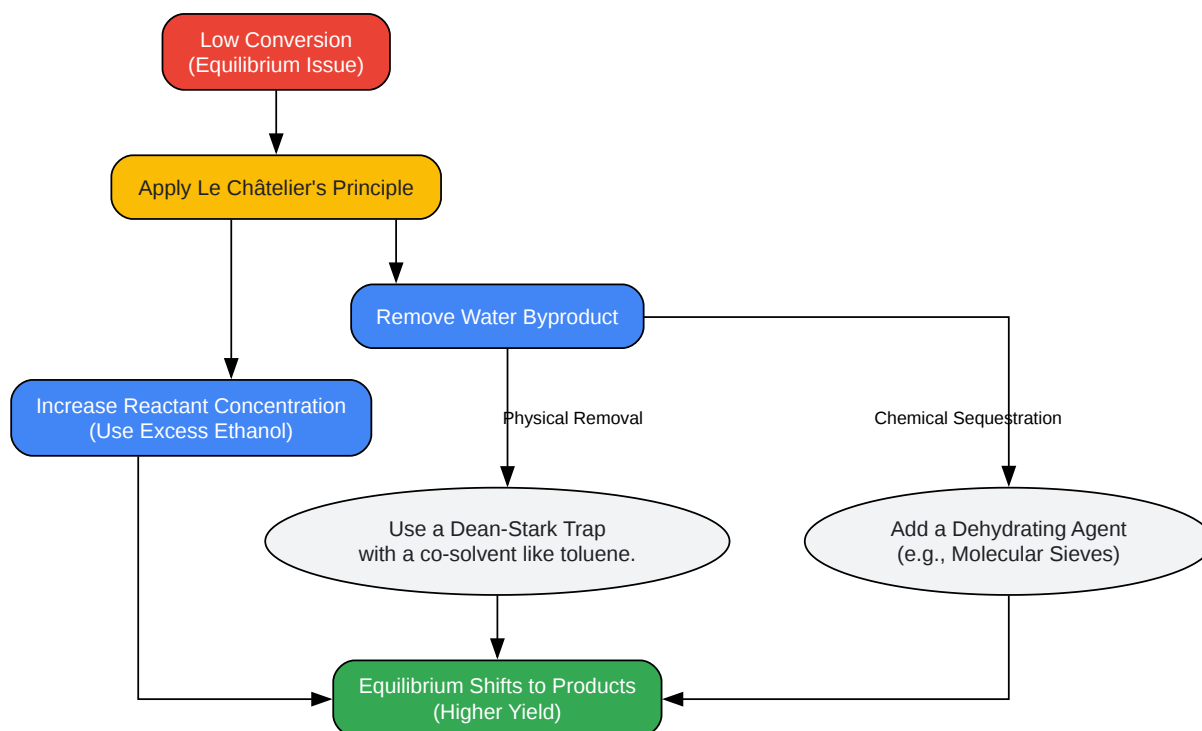 Low Conversion
(Equilibrium Issue)
Apply Le Châtelier's Principle
Remove Water Byproduct
Increase Reactant Concentration
(Use Excess Ethanol)
Physical Removal
Chemical Sequestration
Use a Dean-Stark Trap
with a co-solvent like toluene.
Add a Dehydrating Agent
(e.g., Molecular Sieves)
Equilibrium Shifts to Products
(Higher Yield)